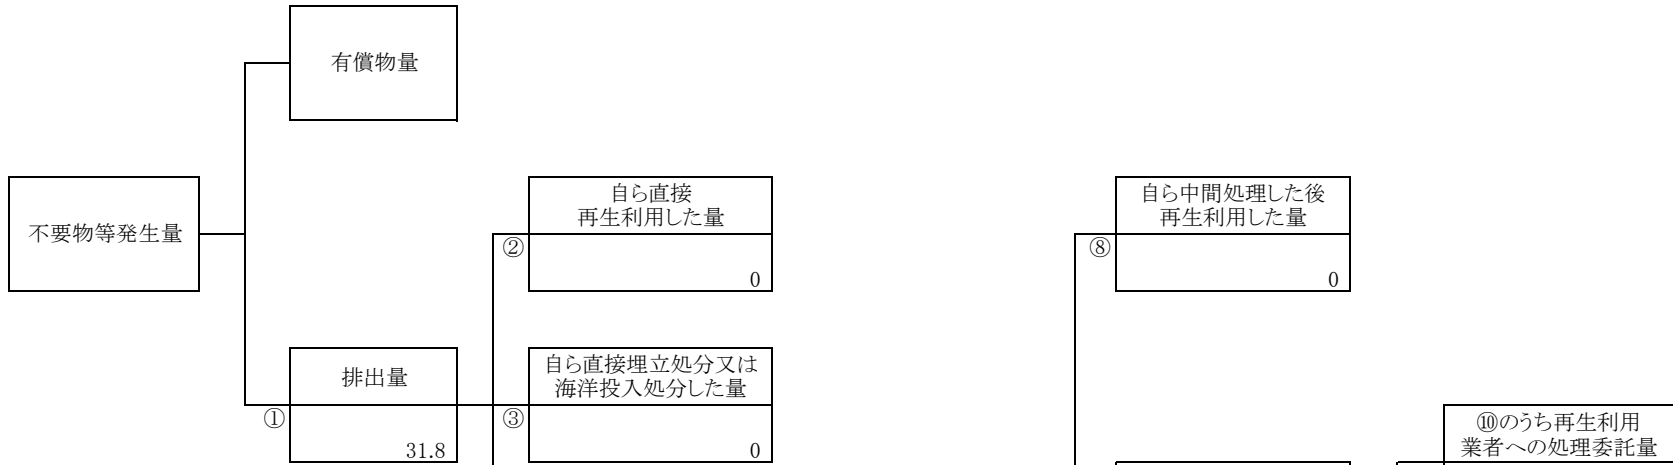 有償物量
不要物等発生量
自ら直接
再生利用した量
②
0
自ら中間処理した後
再生利用した量
⑧
0
排出量
①
31.8
自ら直接埋立処分又は
海洋投入処分した量
③
0
⑩のうち再生利用
業者への処理委託量